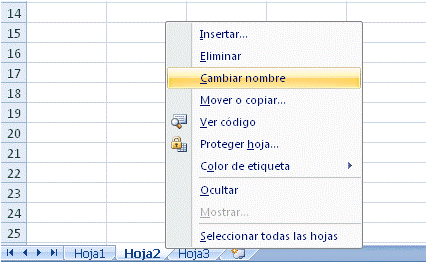 14
15
16
17
18
19
20
21
22
23
24
25
Insertar...
Eliminar
Cambiar nombre
Mover o copiar...
Ver código
Proteger hoja...
Color de etiqueta
Ocultar
Mostrar...
Seleccionar todas las hojas
Hoja1 Hoja2 Hoja3